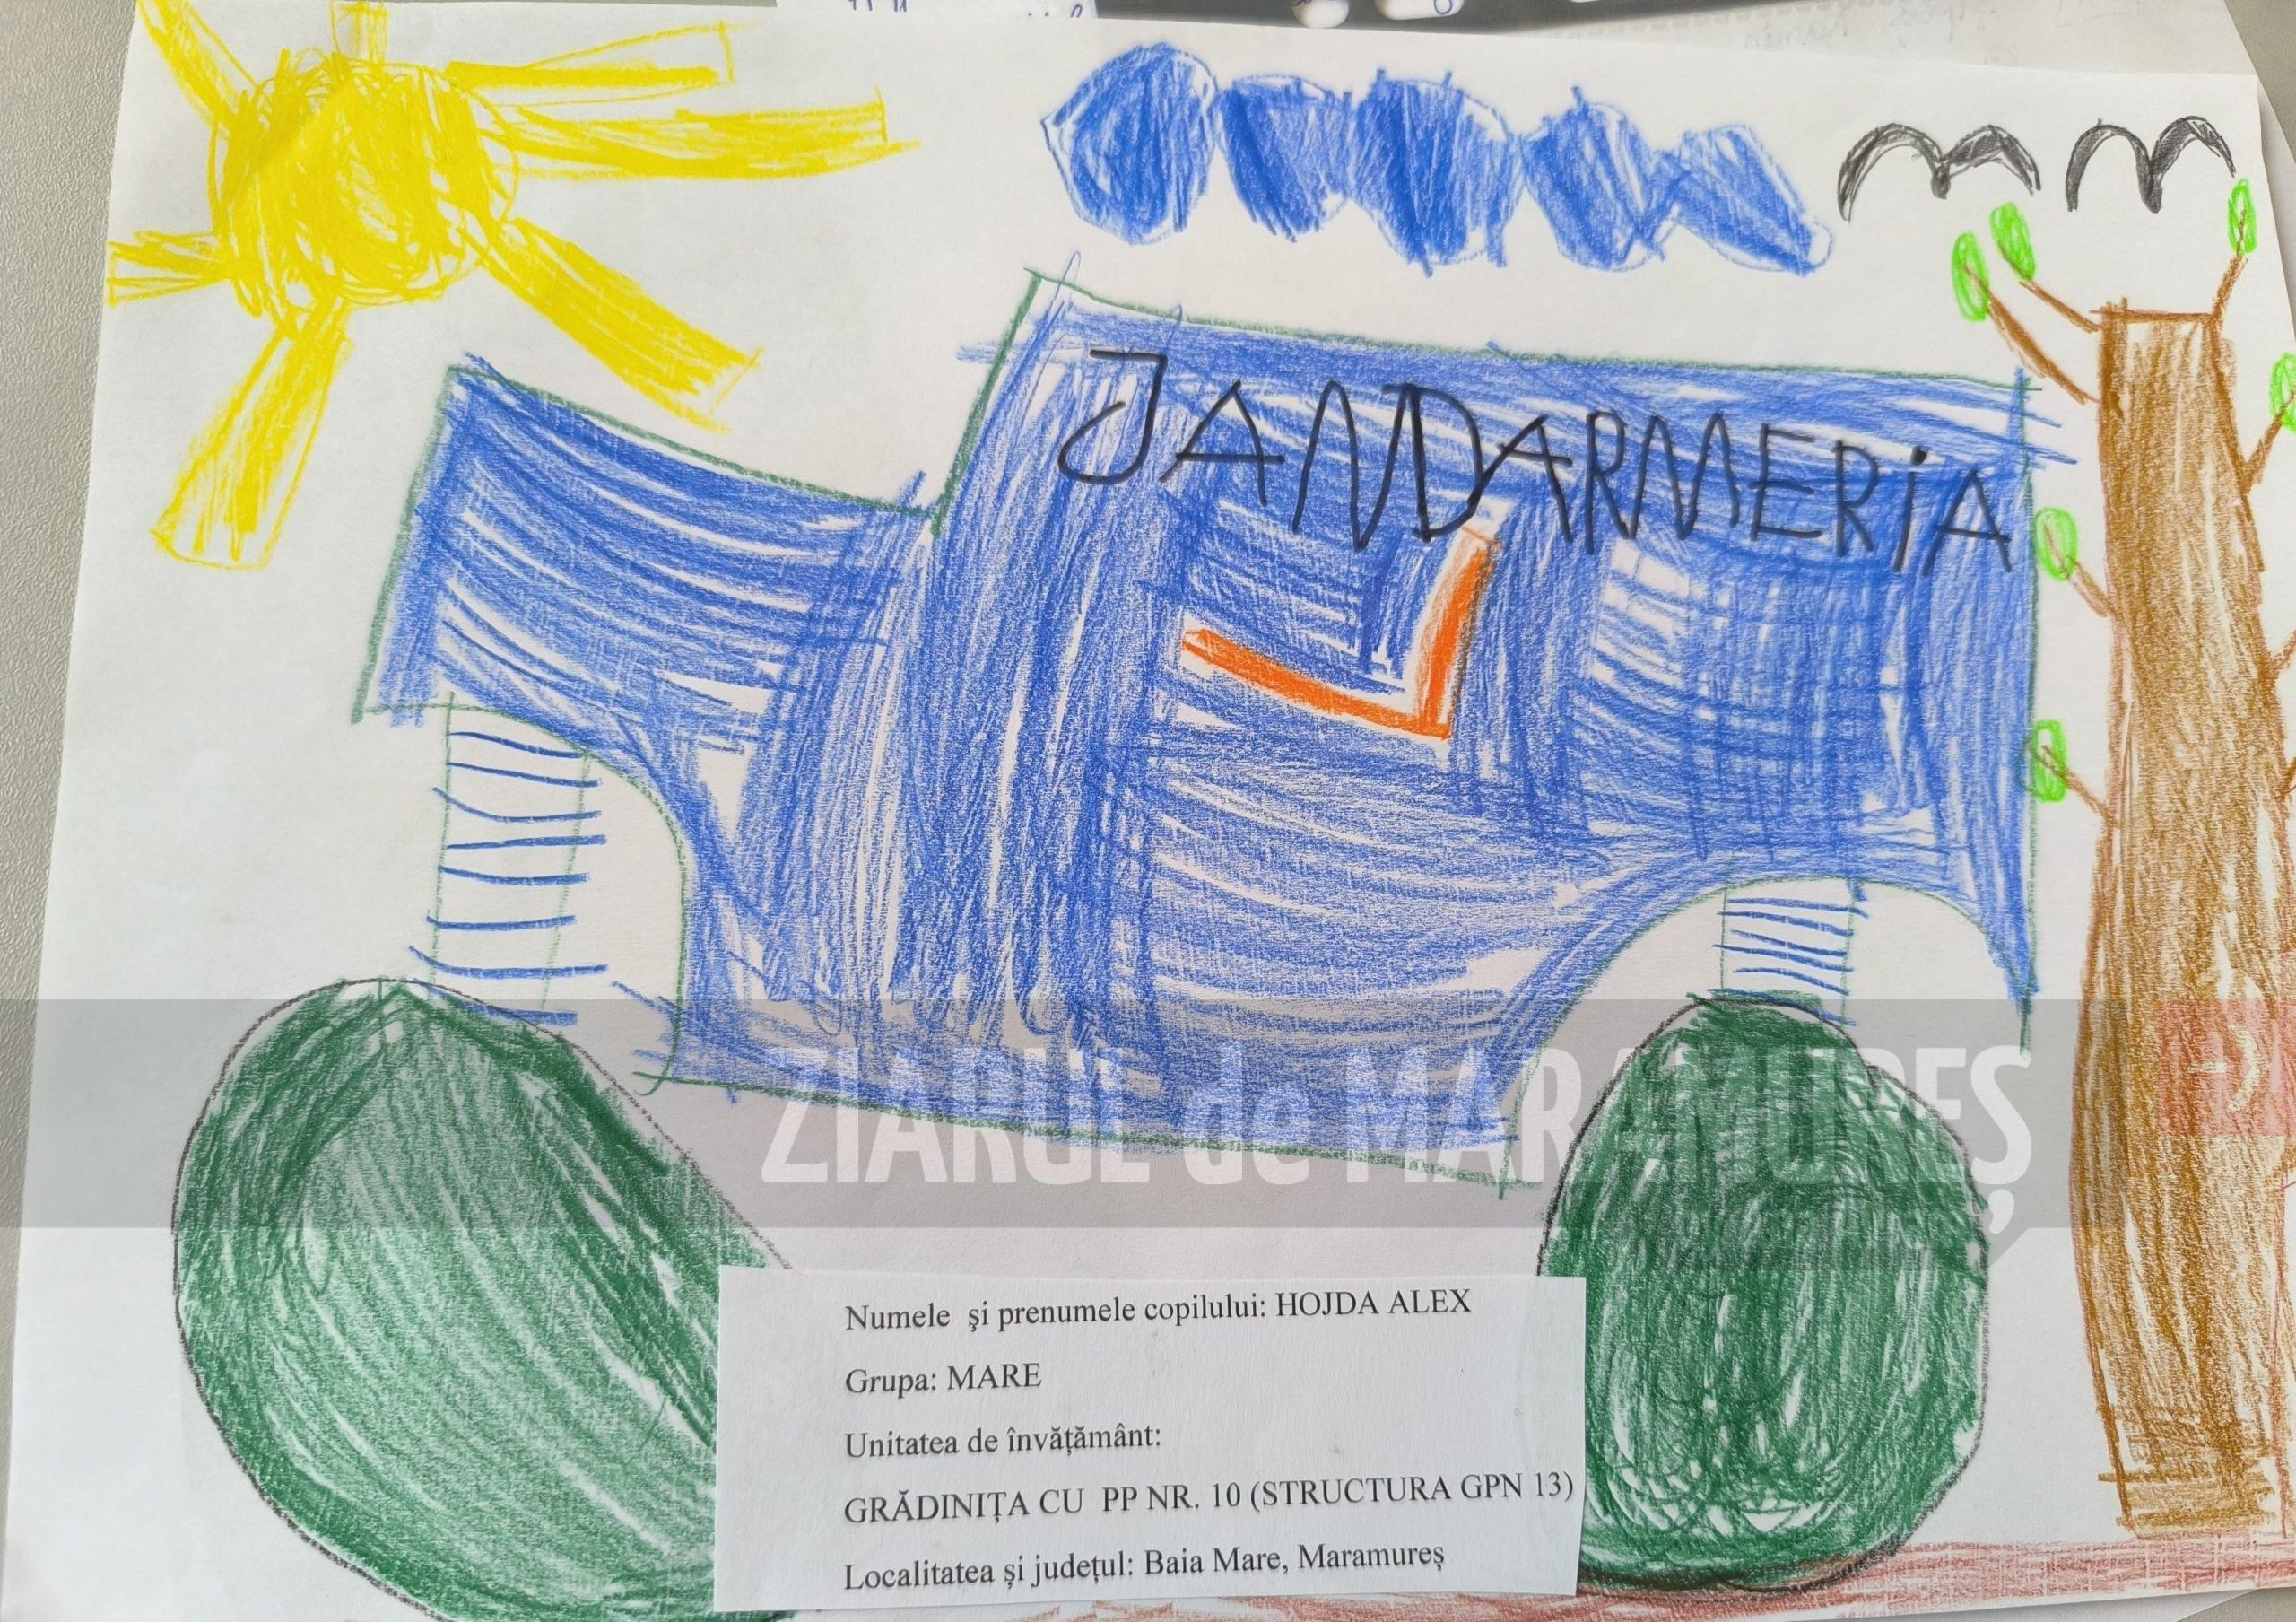 JANDARMERiA
ZIARUL de MARAMUREȘ
Numele şi prenumele copilului: HOJDA ALEX
Grupa: MARE
Unitatea de învățământ:
GRĂDINIȚA CU PP NR. 10 (STRUCTURA GPN 13)
Localitatea și județul: Baia Mare, Maramureș